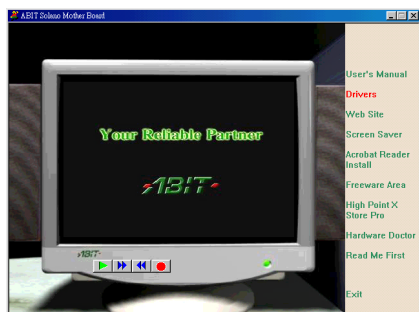 ABIT Solano Mother Board
User's Manual
Drivers
Web Site
Screen Saver
Acrobat Reader
Install
Freeware Area
High Point X
Store Pro
Hardware Doctor
Read Me First
Exit
Your Reliable Partner
ABIT
ABIT